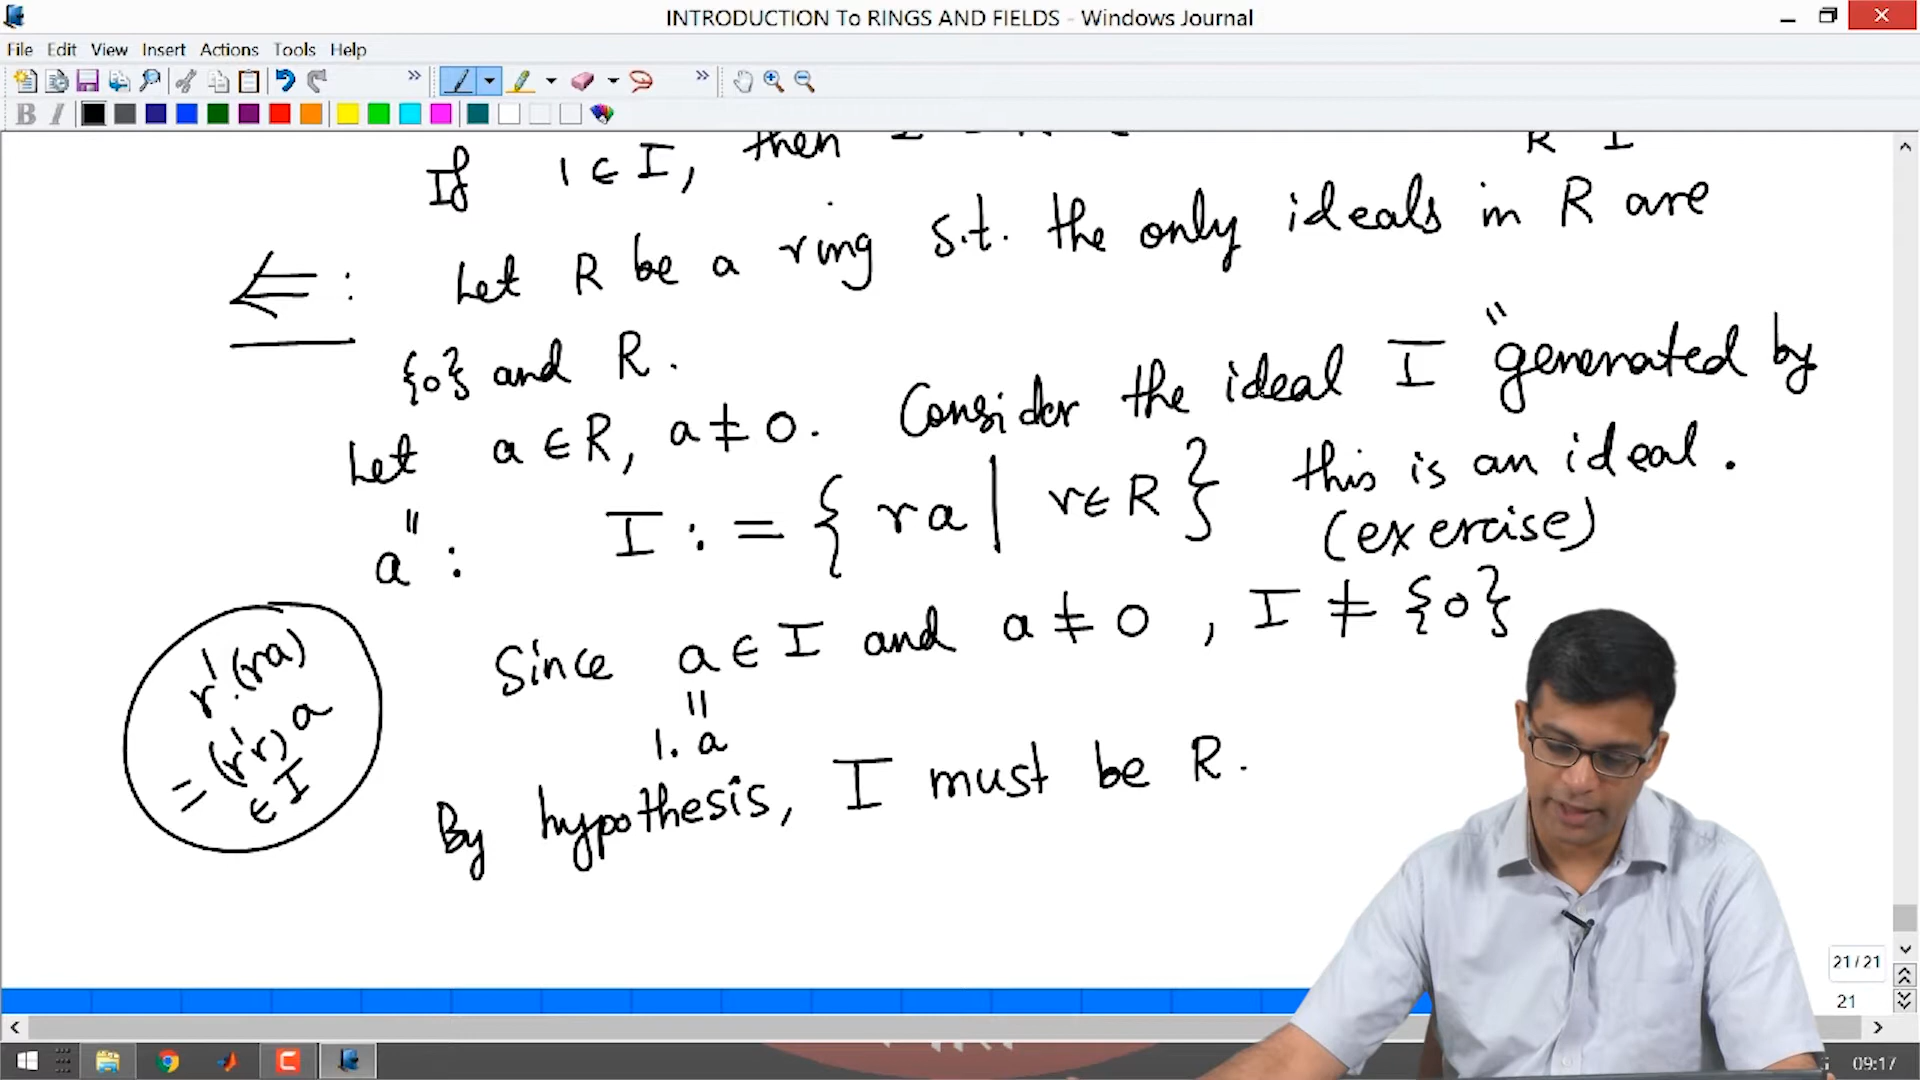 INTRODUCTION To RINGS AND FIELDS - Windows Journal
File Edit View Insert Actions Tools Help
B I
If 1 ∈ I, then
R I
⇐ : Let R be a ring s.t. the only ideals in R are
{0} and R.
Let a ∈ R, a ≠ 0. Consider the ideal I "generated by
a" : I := { ra | r ∈ R } this is an ideal.
(exercise)
Since a ∈ I and a ≠ 0, I ≠ {0}
"
1. a
r'.(ra)
= (r'r) a
∈ I
By hypothesis, I must be R.
21 / 21
21
09:17